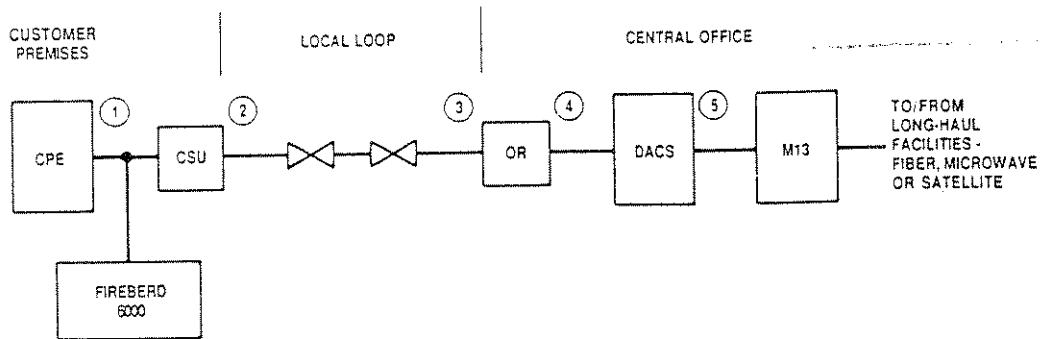 CUSTOMER
PREMISES
LOCAL LOOP
CENTRAL OFFICE
1
2
3
4
5
CPE
CSU
OR
DACS
M13
TO/FROM
LONG-HAUL
FACILITIES -
FIBER, MICROWAVE
OR SATELLITE
FIREBERD
6000